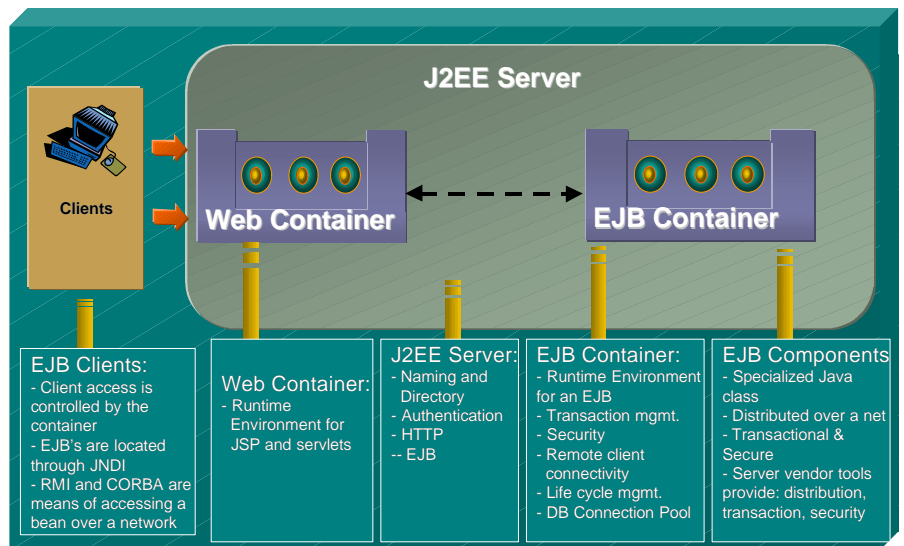 J2EE Server
Clients
Web Container
EJB Container
EJB Clients:
- Client access is
controlled by the
container
- EJB's are located
through JNDI
- RMI and CORBA are
means of accessing a
bean over a network
Web Container:
- Runtime
Environment for
JSP and servlets
J2EE Server:
- Naming and
Directory
- Authentication
- HTTP
-- EJB
EJB Container:
- Runtime Environment
for an EJB
- Transaction mgmt.
- Security
- Remote client
connectivity
- Life cycle mgmt.
- DB Connection Pool
EJB Components
- Specialized Java
class
- Distributed over a net
- Transactional &
Secure
- Server vendor tools
provide: distribution,
transaction, security